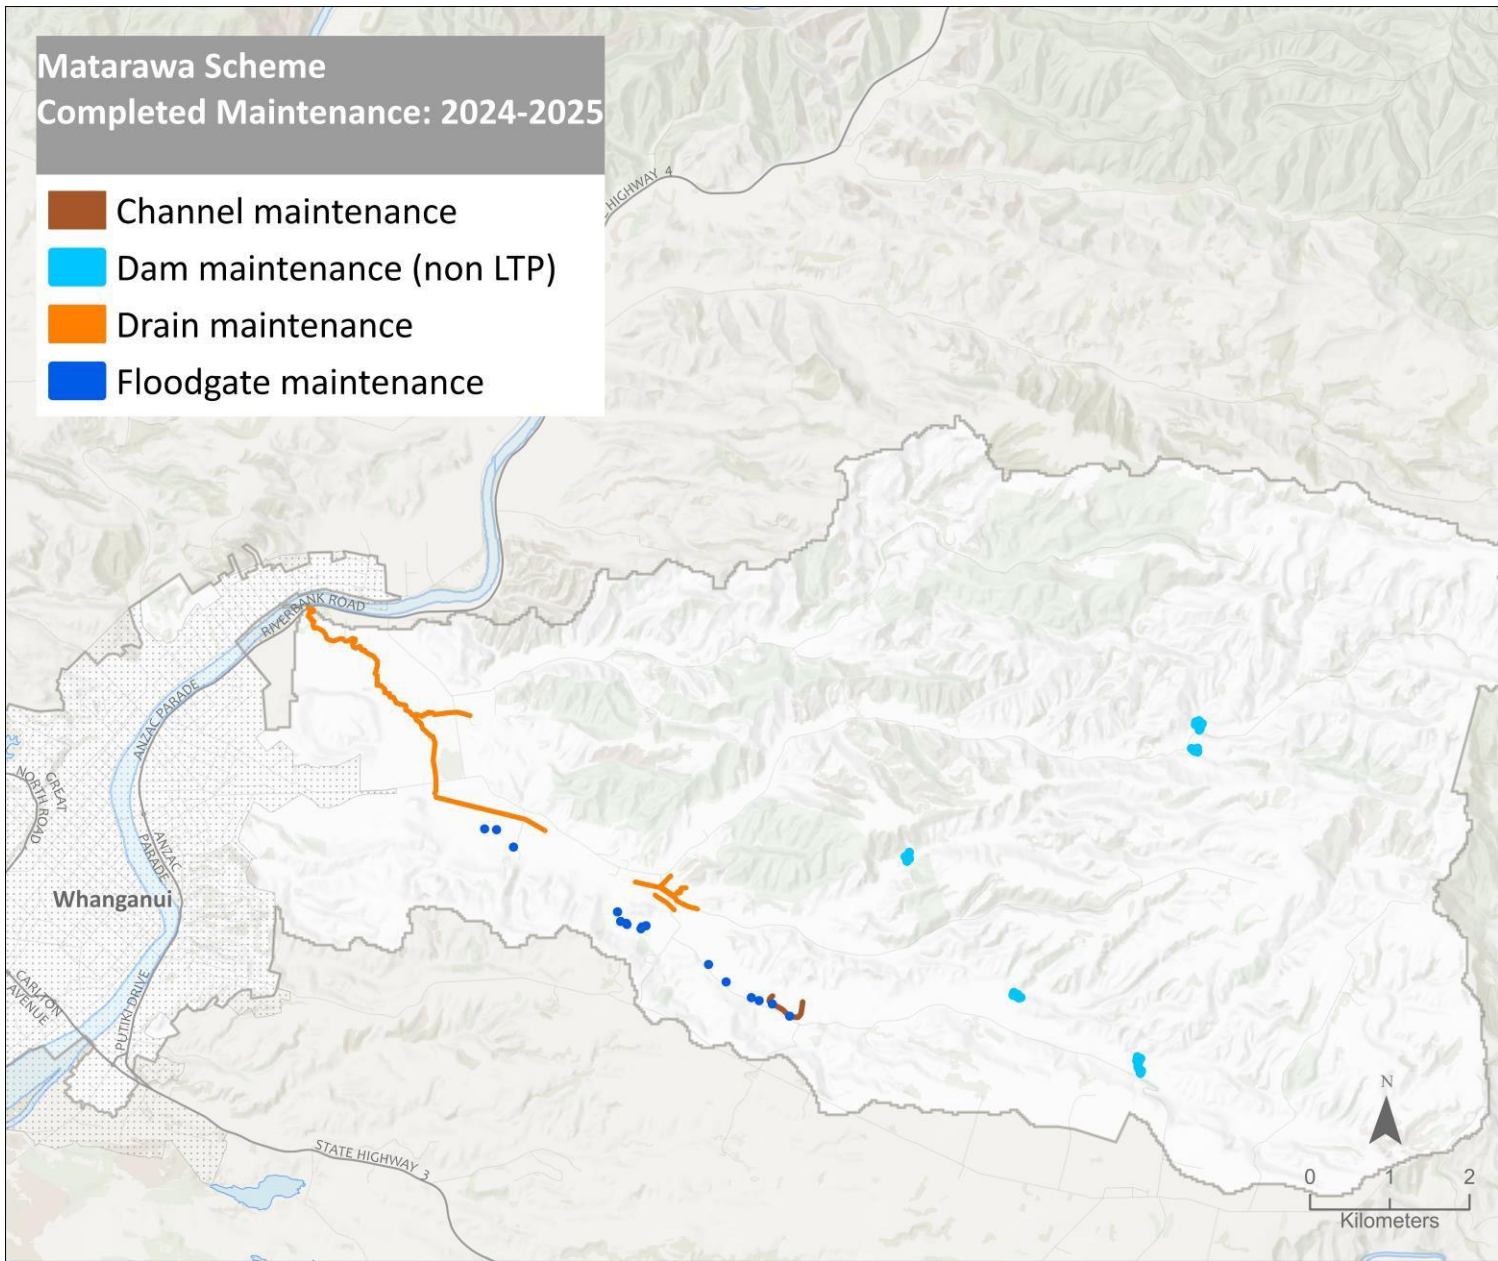 Matarawa Scheme
Completed Maintenance: 2024-2025
Channel maintenance
Dam maintenance (non LTP)
Drain maintenance
Floodgate maintenance
HIGHWAY 4
RIVERBANK ROAD
ANZAC PARADE
GREAT
NORTH ROAD
ANZAC
PARADE
Whanganui
CARLTON
AVENUE
PUTIKI DRIVE
STATE HIGHWAY 3
N
0 1 2
Kilometers